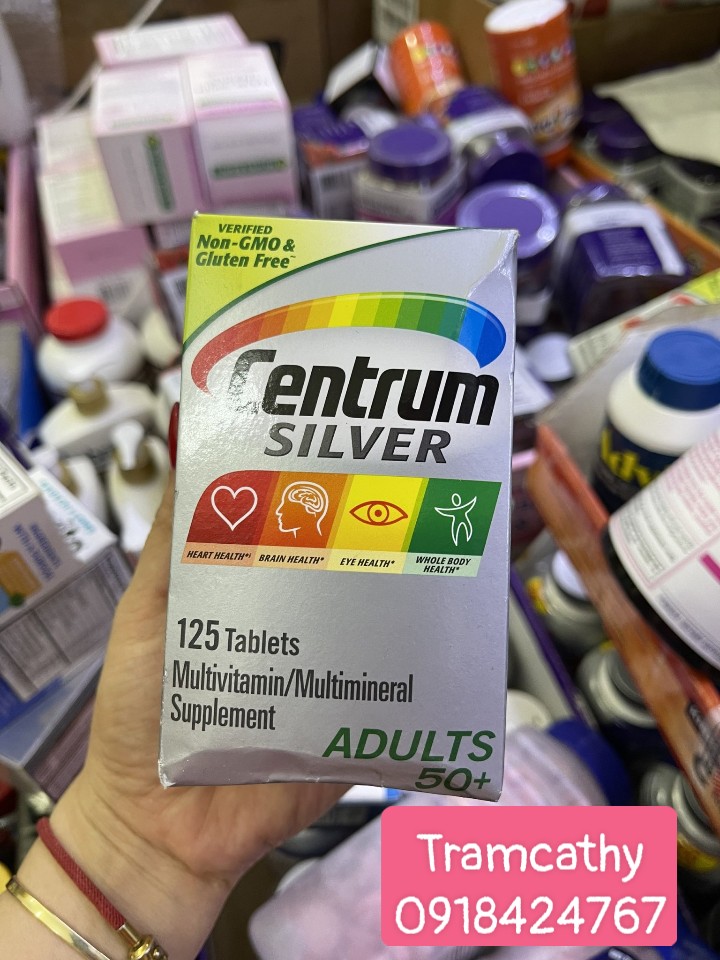 VERIFIED
Non-GMO &
Gluten Free™
Centrum
SILVER
HEART HEALTH*‡
BRAIN HEALTH*
EYE HEALTH*
WHOLE BODY
HEALTH*
125 Tablets
Multivitamin/Multimineral
Supplement
ADULTS
50+
Tramcathy
0918424767